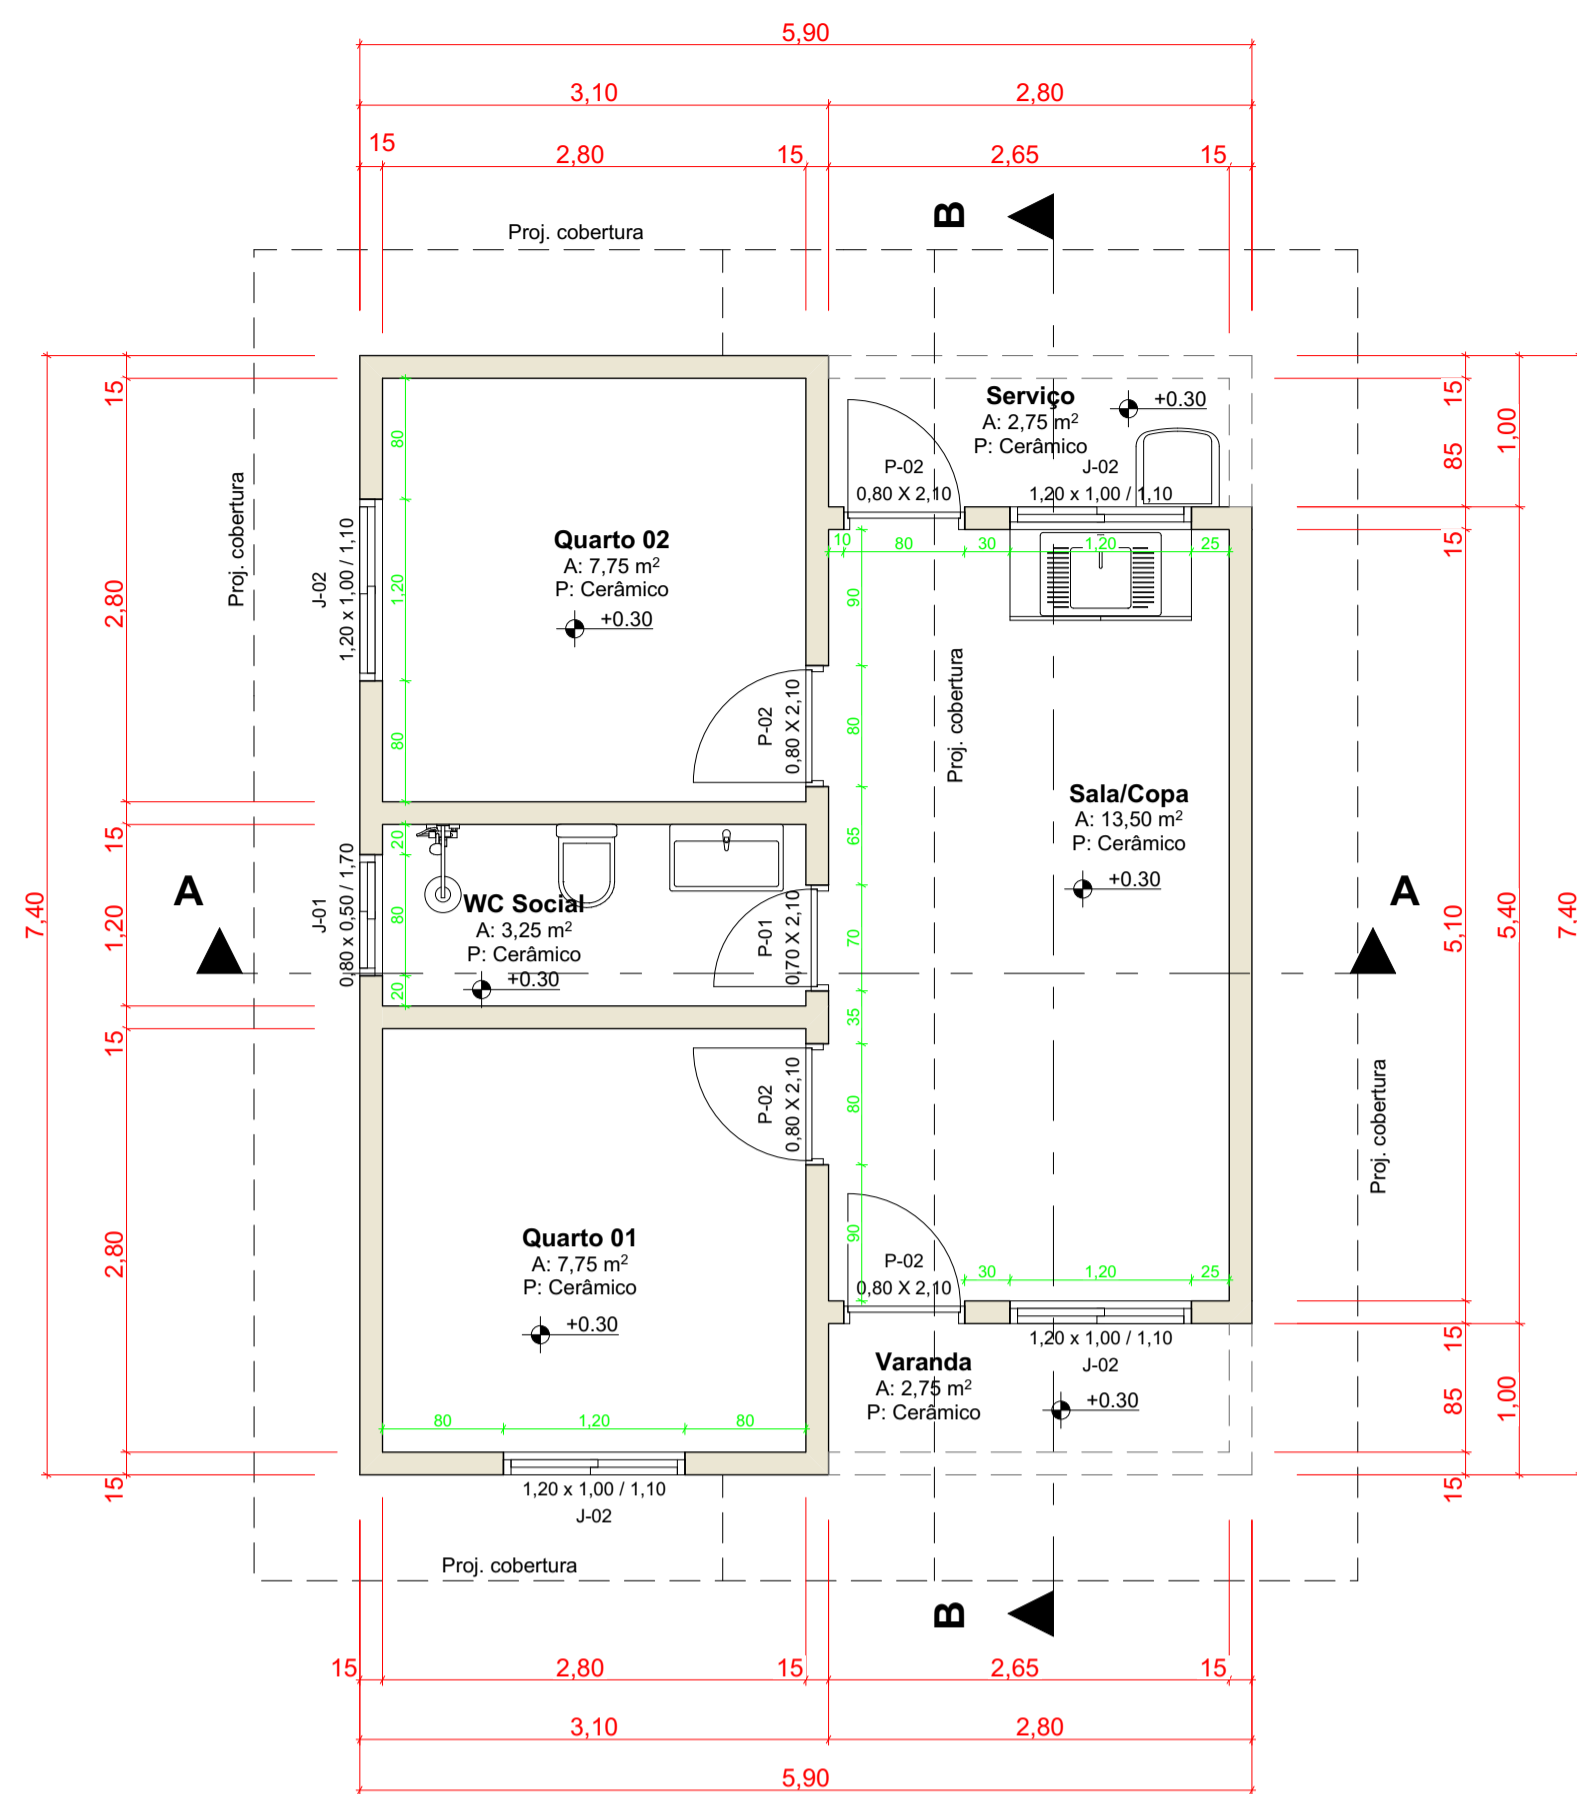 5,90
3,10
2,80
15
2,80
15
2,65
15
B
Proj. cobertura
Serviço
A: 2,75 m²
P: Cerâmico
+0.30
P-02
0,80 X 2,10
J-02
1,20 x 1,00 / 1,10
10
80
30
1,20
25
Proj. cobertura
15
2,80
15
1,20
15
2,80
15
7,40
J-02
1,20 x 1,00 / 1,10
80
1,20
80
Quarto 02
A: 7,75 m²
P: Cerâmico
+0.30
P-02
0,80 X 2,10
90
80
65
70
35
80
90
Proj. cobertura
Sala/Copa
A: 13,50 m²
P: Cerâmico
+0.30
15
85
15
5,10
15
85
15
1,00
5,40
1,00
7.40
A
J-01
0,80 x 0,50 / 1,70
20
80
20
WC Social
A: 3,25 m²
P: Cerâmico
+0.30
P-01
0,70 X 2,10
A
P-02
0,80 X 2,10
Proj. cobertura
Quarto 01
A: 7,75 m²
P: Cerâmico
+0.30
80
1,20
80
1,20 x 1,00 / 1,10
J-02
P-02
0,80 X 2,10
30
1,20
25
1,20 x 1,00 / 1,10
J-02
Varanda
A: 2,75 m²
P: Cerâmico
+0.30
Proj. cobertura
B
15
2,80
15
2,65
15
3,10
2,80
5,90